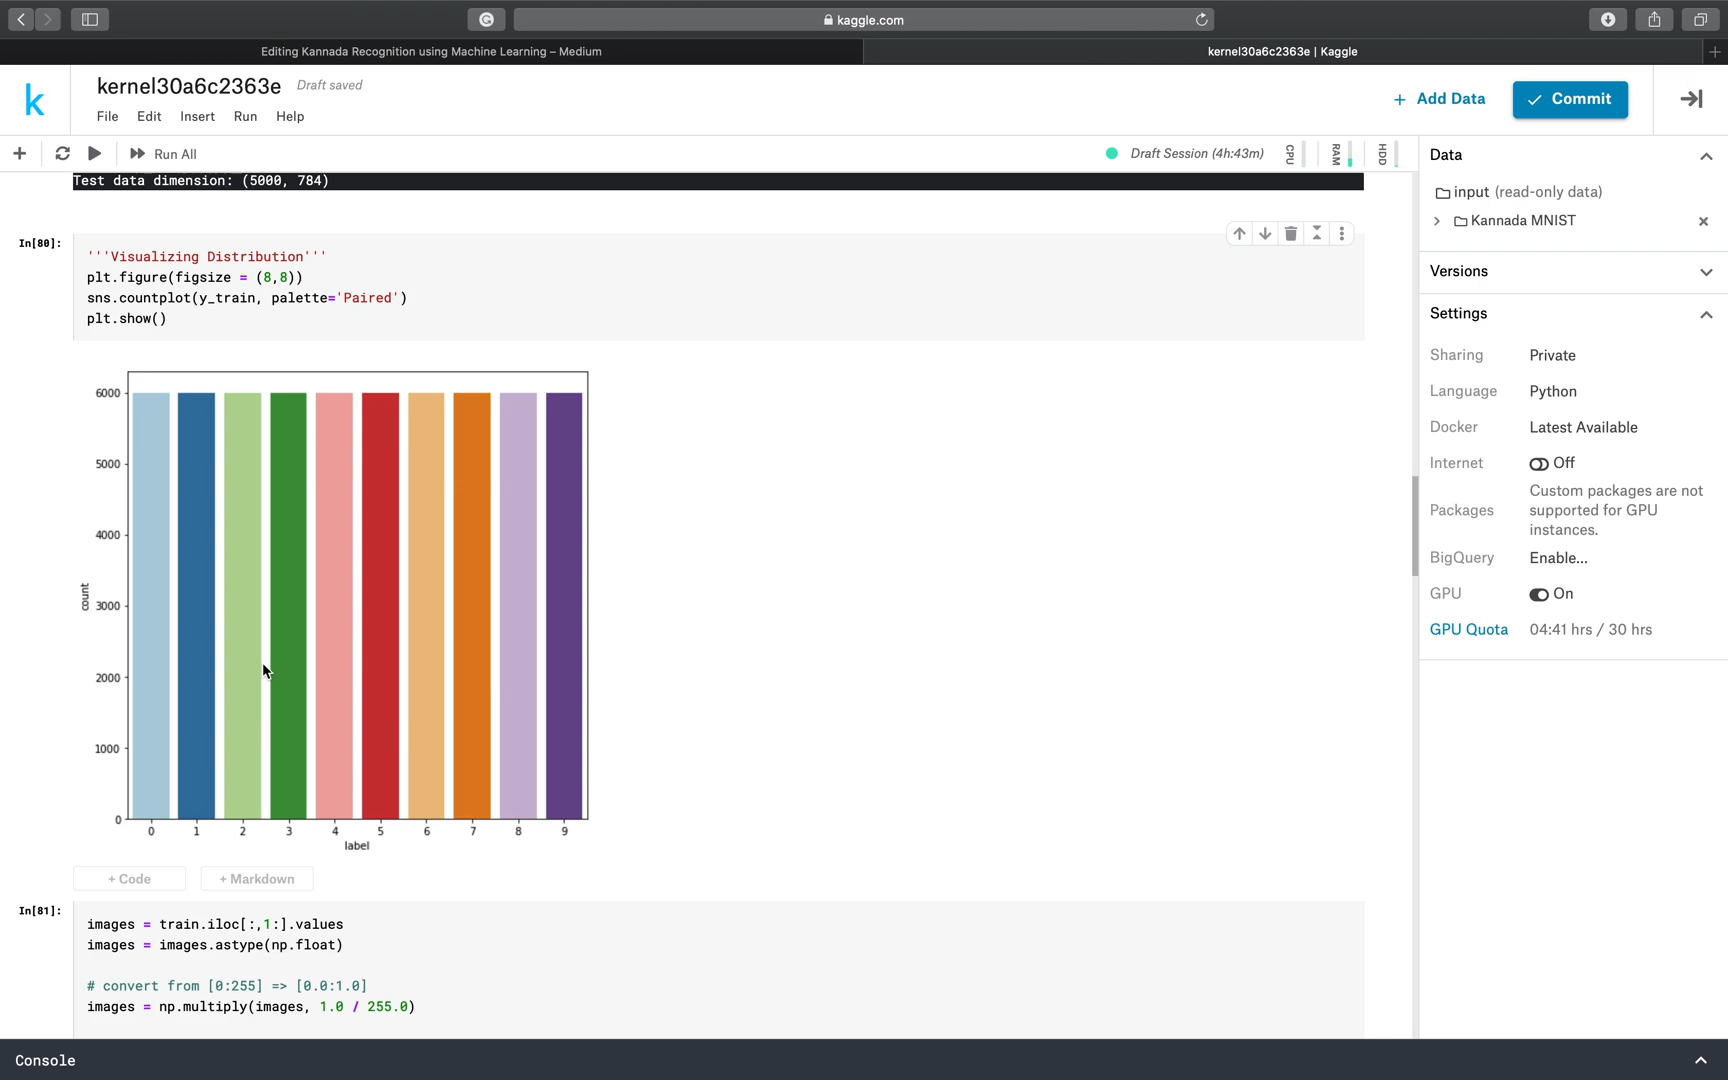 kaggle.com
Editing Kannada Recognition using Machine Learning – Medium
kernel30a6c2363e | Kaggle
k
kernel30a6c2363e
Draft saved
File Edit Insert Run Help
+ Add Data
Commit
Run All
Draft Session (4h:43m)
CPU
RAM
HDD
Test data dimension: (5000, 784)
In[80]:
'''Visualizing Distribution'''
plt.figure(figsize = (8,8))
sns.countplot(y_train, palette='Paired')
plt.show()
6000
5000
4000
3000
2000
1000
0
count
0 1 2 3 4 5 6 7 8 9
label
+ Code
+ Markdown
In[81]:
images = train.iloc[:,1:].values
images = images.astype(np.float)
# convert from [0:255] => [0.0:1.0]
images = np.multiply(images, 1.0 / 255.0)
Console
Data
input (read-only data)
Kannada MNIST
Versions
Settings
Sharing Private
Language Python
Docker Latest Available
Internet Off
Packages Custom packages are not
supported for GPU
instances.
BigQuery Enable...
GPU On
GPU Quota 04:41 hrs / 30 hrs